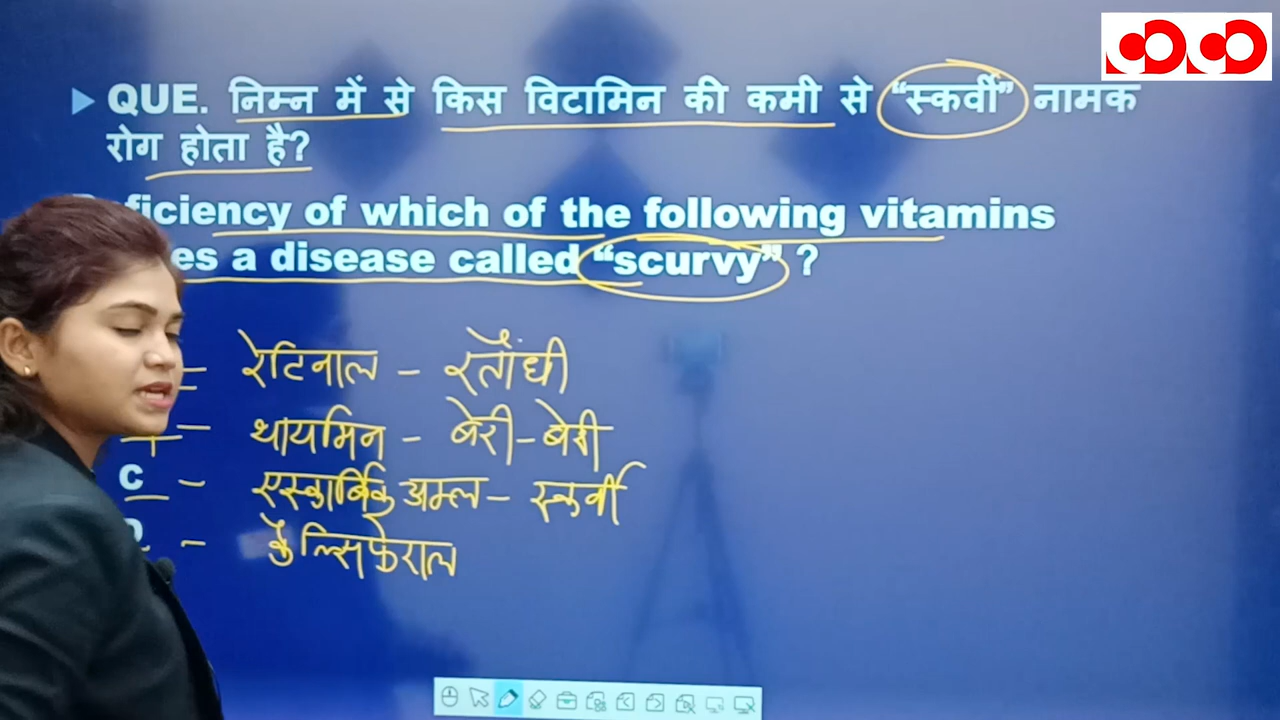 QUE. निम्न में से किस विटामिन की कमी से “स्कर्वी” नामक
रोग होता है?
ficiency of which of the following vitamins
es a disease called “scurvy” ?
– रेटिनाल – रतौंधी
– थायमिन – बेरी-बेरी
C – एस्कार्बिक अम्ल – स्कर्वी
D – कैल्सिफेराल